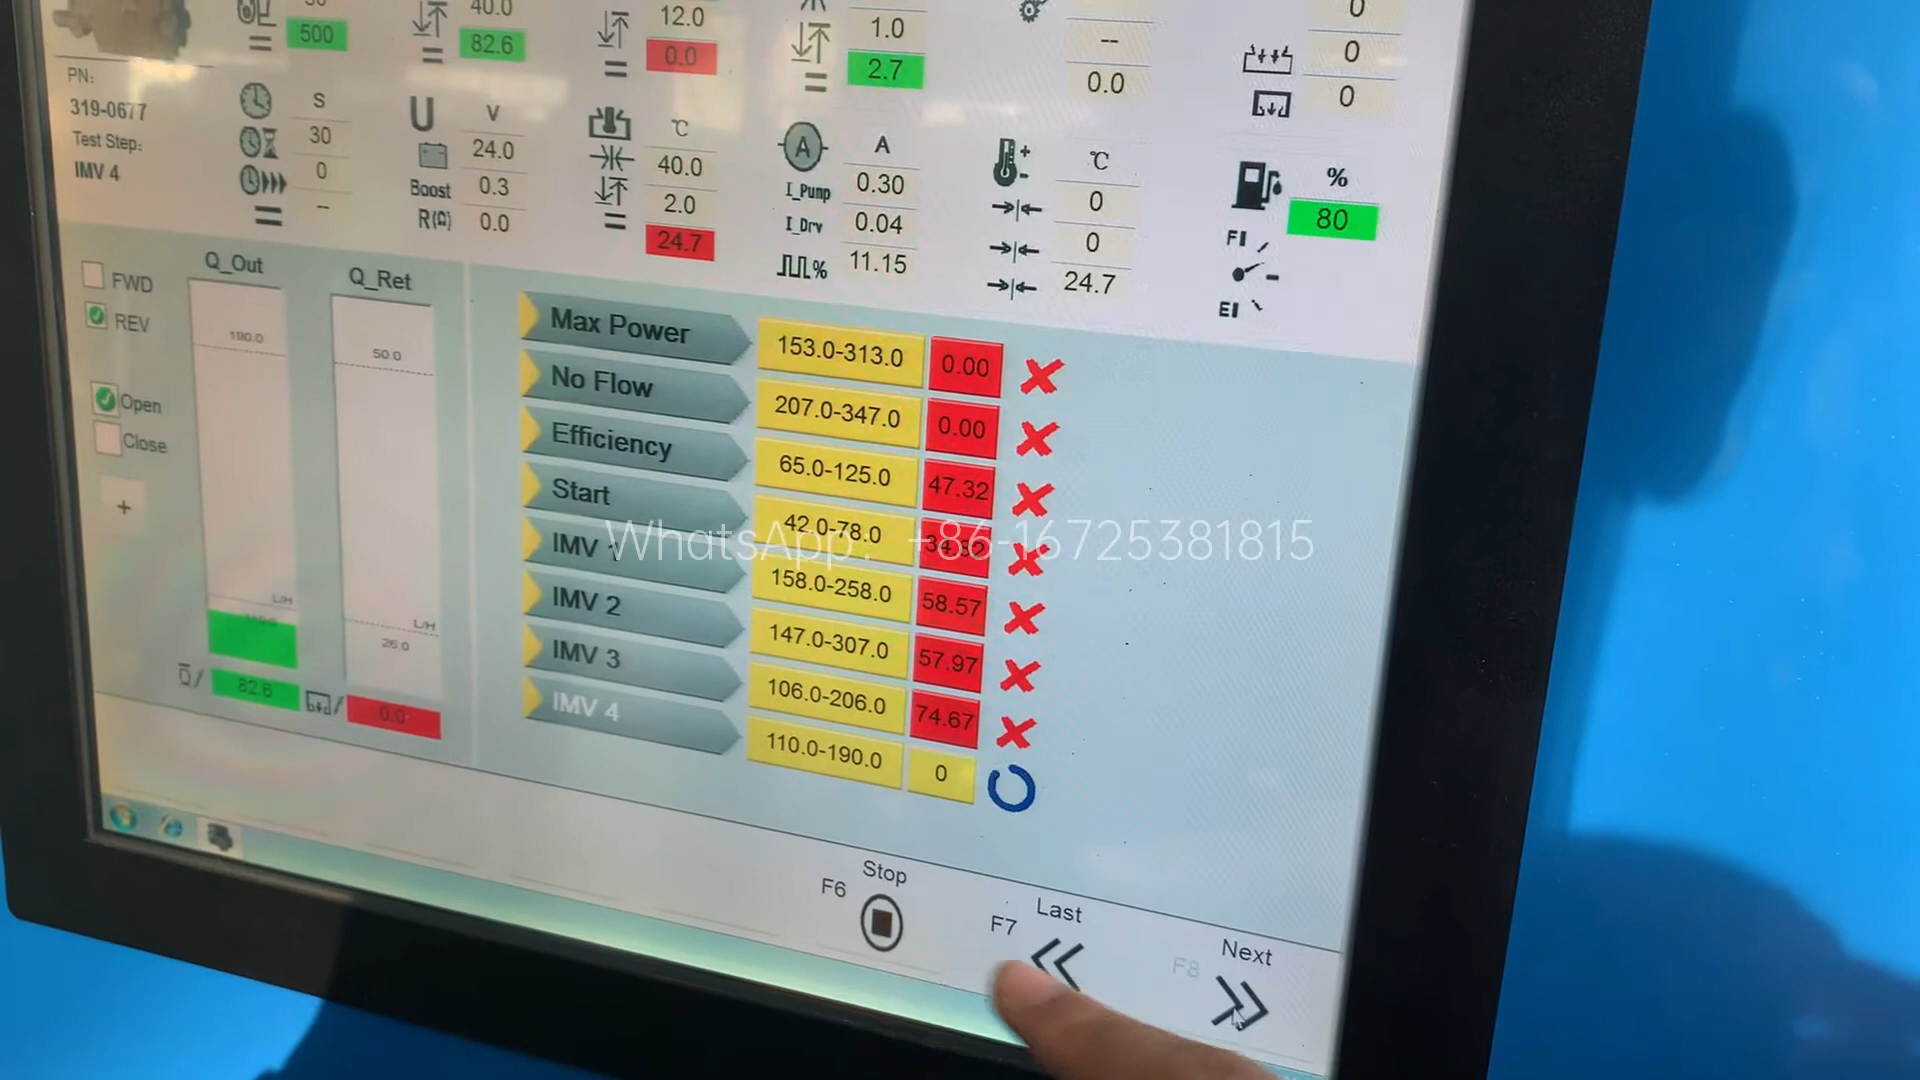 500
40.0
82.6
12.0
0.0
1.0
2.7
--
0.0
0
0
0
PN:
319-0677
Test Step:
IMV 4
S
30
0
--
U
V
24.0
Boost
0.3
R(Ω)
0.0
℃
40.0
2.0
24.7
A
A
I_Pump
0.30
I_Drv
0.04
%
11.15
℃
0
0
24.7
%
80
FWD
REV
Open
Close
+
Q_Out
190.0
L/H
82.6
Q_Ret
50.0
L/H
26.0
0.0
Max Power
153.0-313.0
0.00
No Flow
207.0-347.0
0.00
Efficiency
65.0-125.0
47.32
Start
42.0-78.0
IMV 1
158.0-258.0
58.57
IMV 2
147.0-307.0
57.97
IMV 3
106.0-206.0
74.67
IMV 4
110.0-190.0
0
WhatsApp: +86-16725381815
F6
Stop
F7
Last
F8
Next